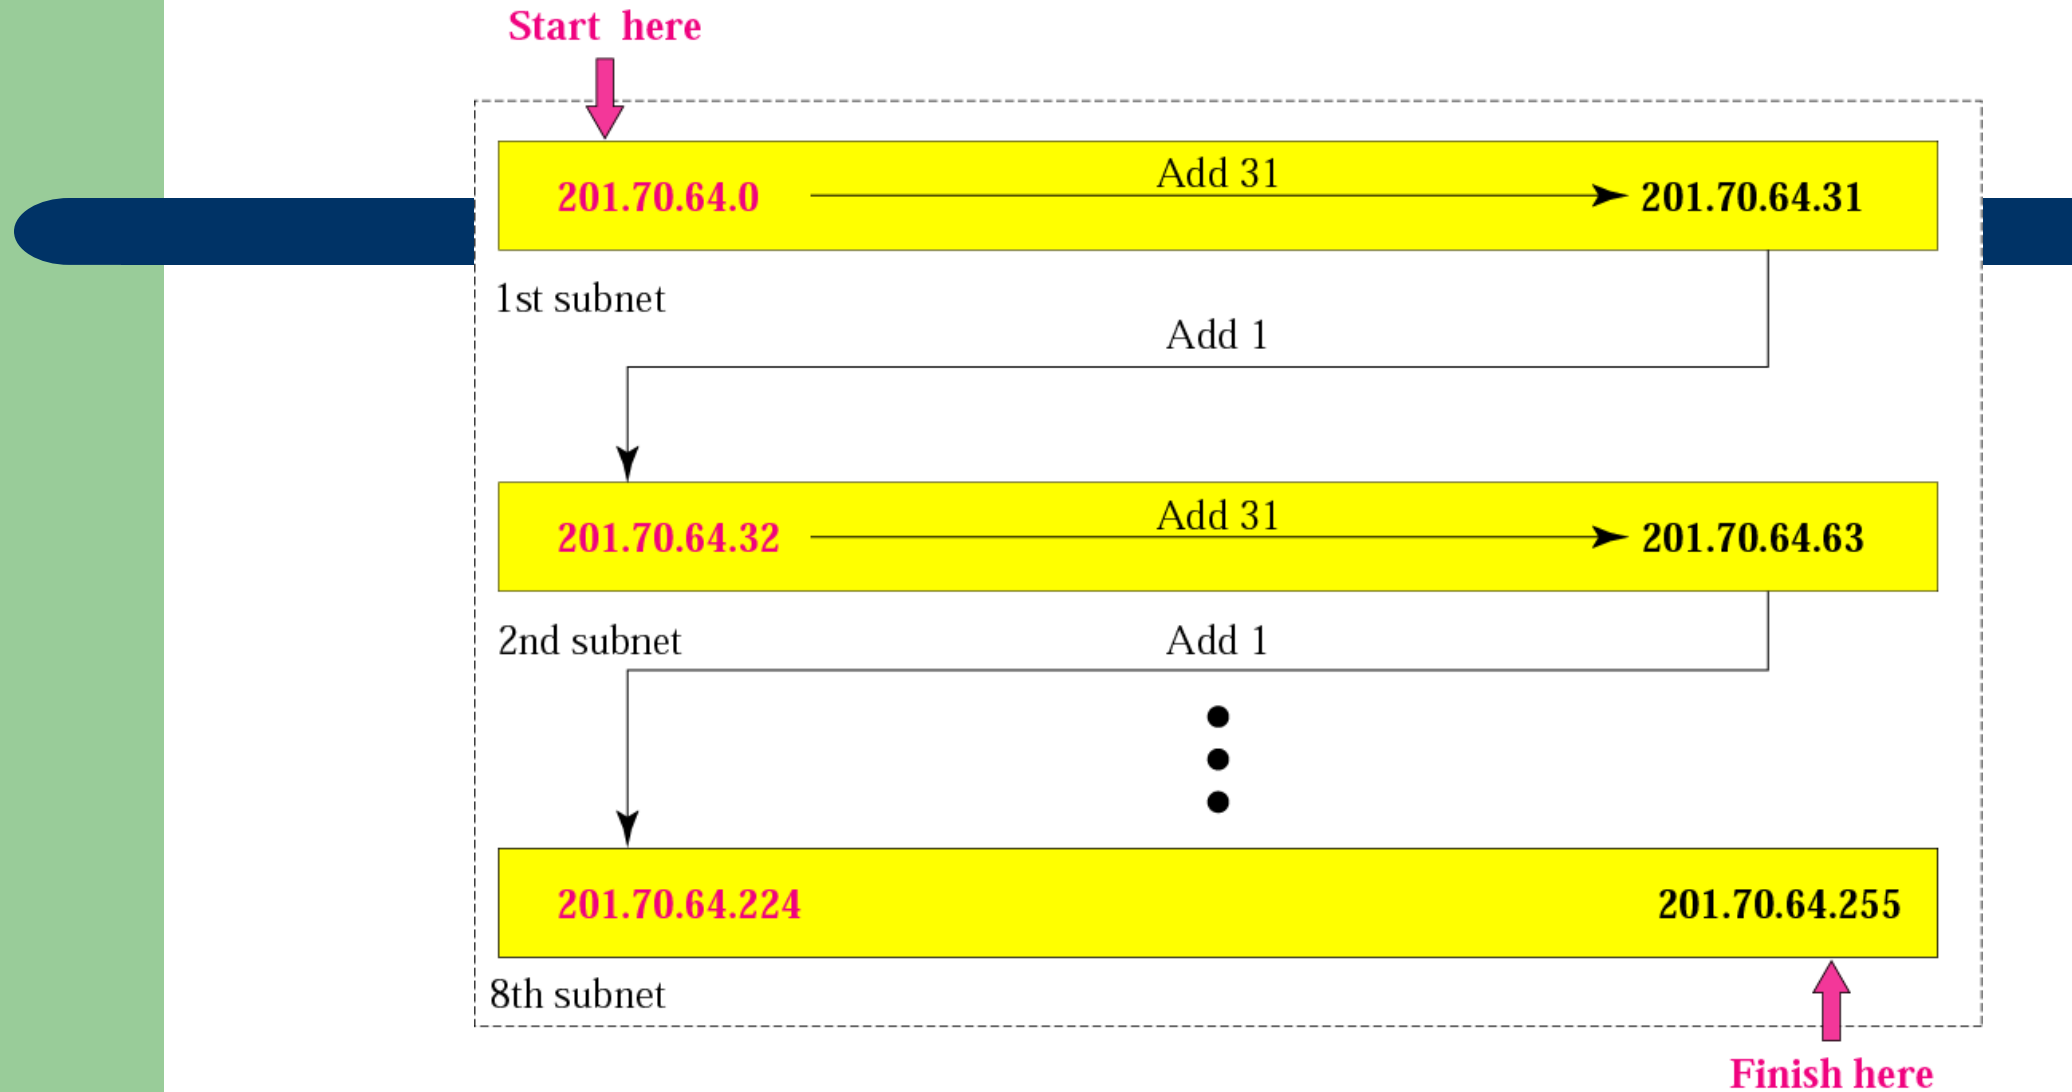 Start here
201.70.64.0
Add 31
201.70.64.31
1st subnet
Add 1
201.70.64.32
Add 31
201.70.64.63
2nd subnet
Add 1
201.70.64.224
201.70.64.255
8th subnet
Finish here